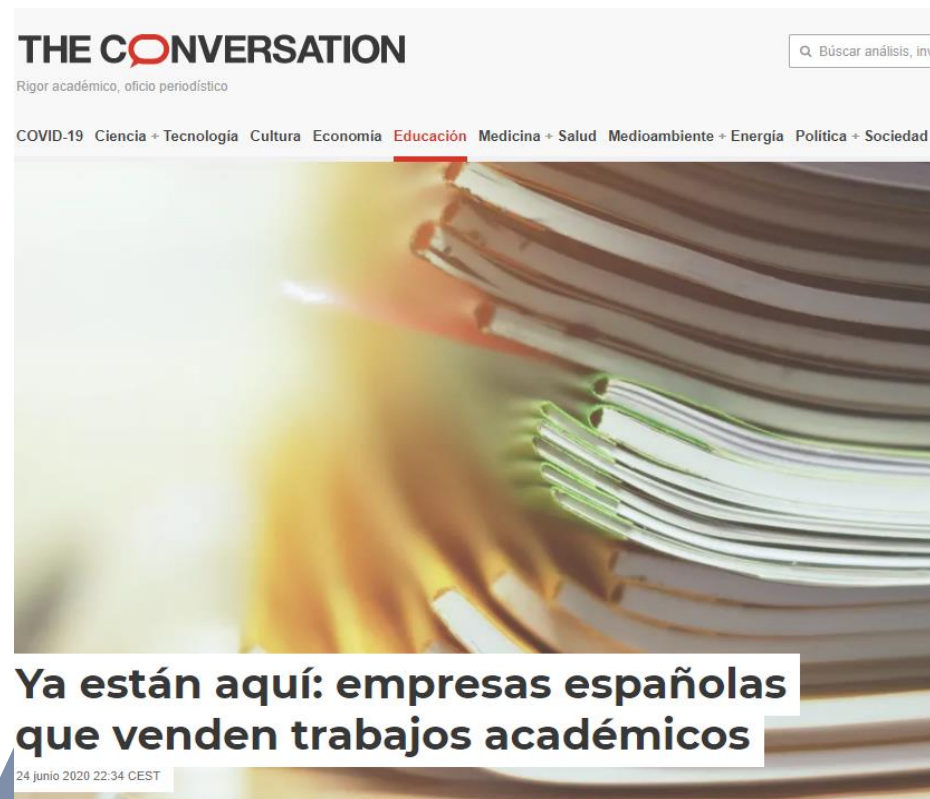 THE CONVERSATION
Búscar análisis,
Rigor académico, oficio periodístico
COVID-19 Ciencia + Tecnología Cultura Economía Educación Medicina + Salud Medioambiente + Energía Política + Sociedad
Ya están aquí: empresas españolas
que venden trabajos académicos
24 junio 2020 22:34 CEST